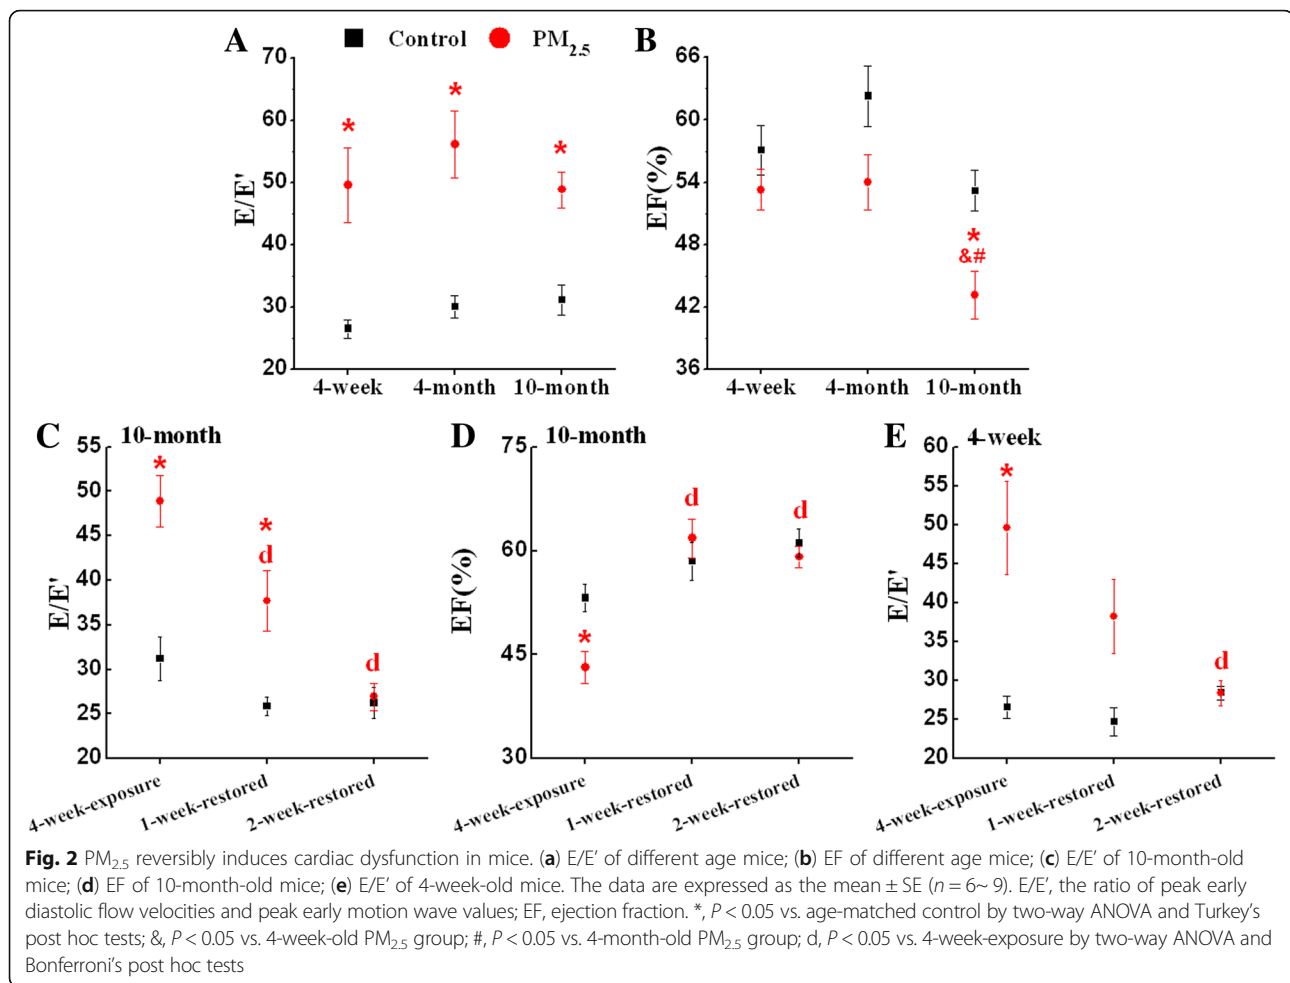 A
Control
PM2.5
70
60
50
40
30
20
E/E'
*
*
*
4-week
4-month
10-month
B
66
60
54
48
42
36
EF(%)
*
&#
4-week
4-month
10-month
C
10-month
55
50
45
40
35
30
25
20
E/E'
*
*
d
d
4-week-exposure
1-week-restored
2-week-restored
D
10-month
75
60
45
30
EF(%)
*
d
d
4-week-exposure
1-week-restored
2-week-restored
E
4-week
60
55
50
45
40
35
30
25
20
E/E'
*
d
4-week-exposure
1-week-restored
2-week-restored
Fig. 2 PM2.5 reversibly induces cardiac dysfunction in mice. (a) E/E’ of different age mice; (b) EF of different age mice; (c) E/E’ of 10-month-old
mice; (d) EF of 10-month-old mice; (e) E/E’ of 4-week-old mice. The data are expressed as the mean ± SE (n = 6~ 9). E/E’, the ratio of peak early
diastolic flow velocities and peak early motion wave values; EF, ejection fraction. *, P < 0.05 vs. age-matched control by two-way ANOVA and Turkey’s
post hoc tests; &, P < 0.05 vs. 4-week-old PM2.5 group; #, P < 0.05 vs. 4-month-old PM2.5 group; d, P < 0.05 vs. 4-week-exposure by two-way ANOVA and
Bonferroni’s post hoc tests